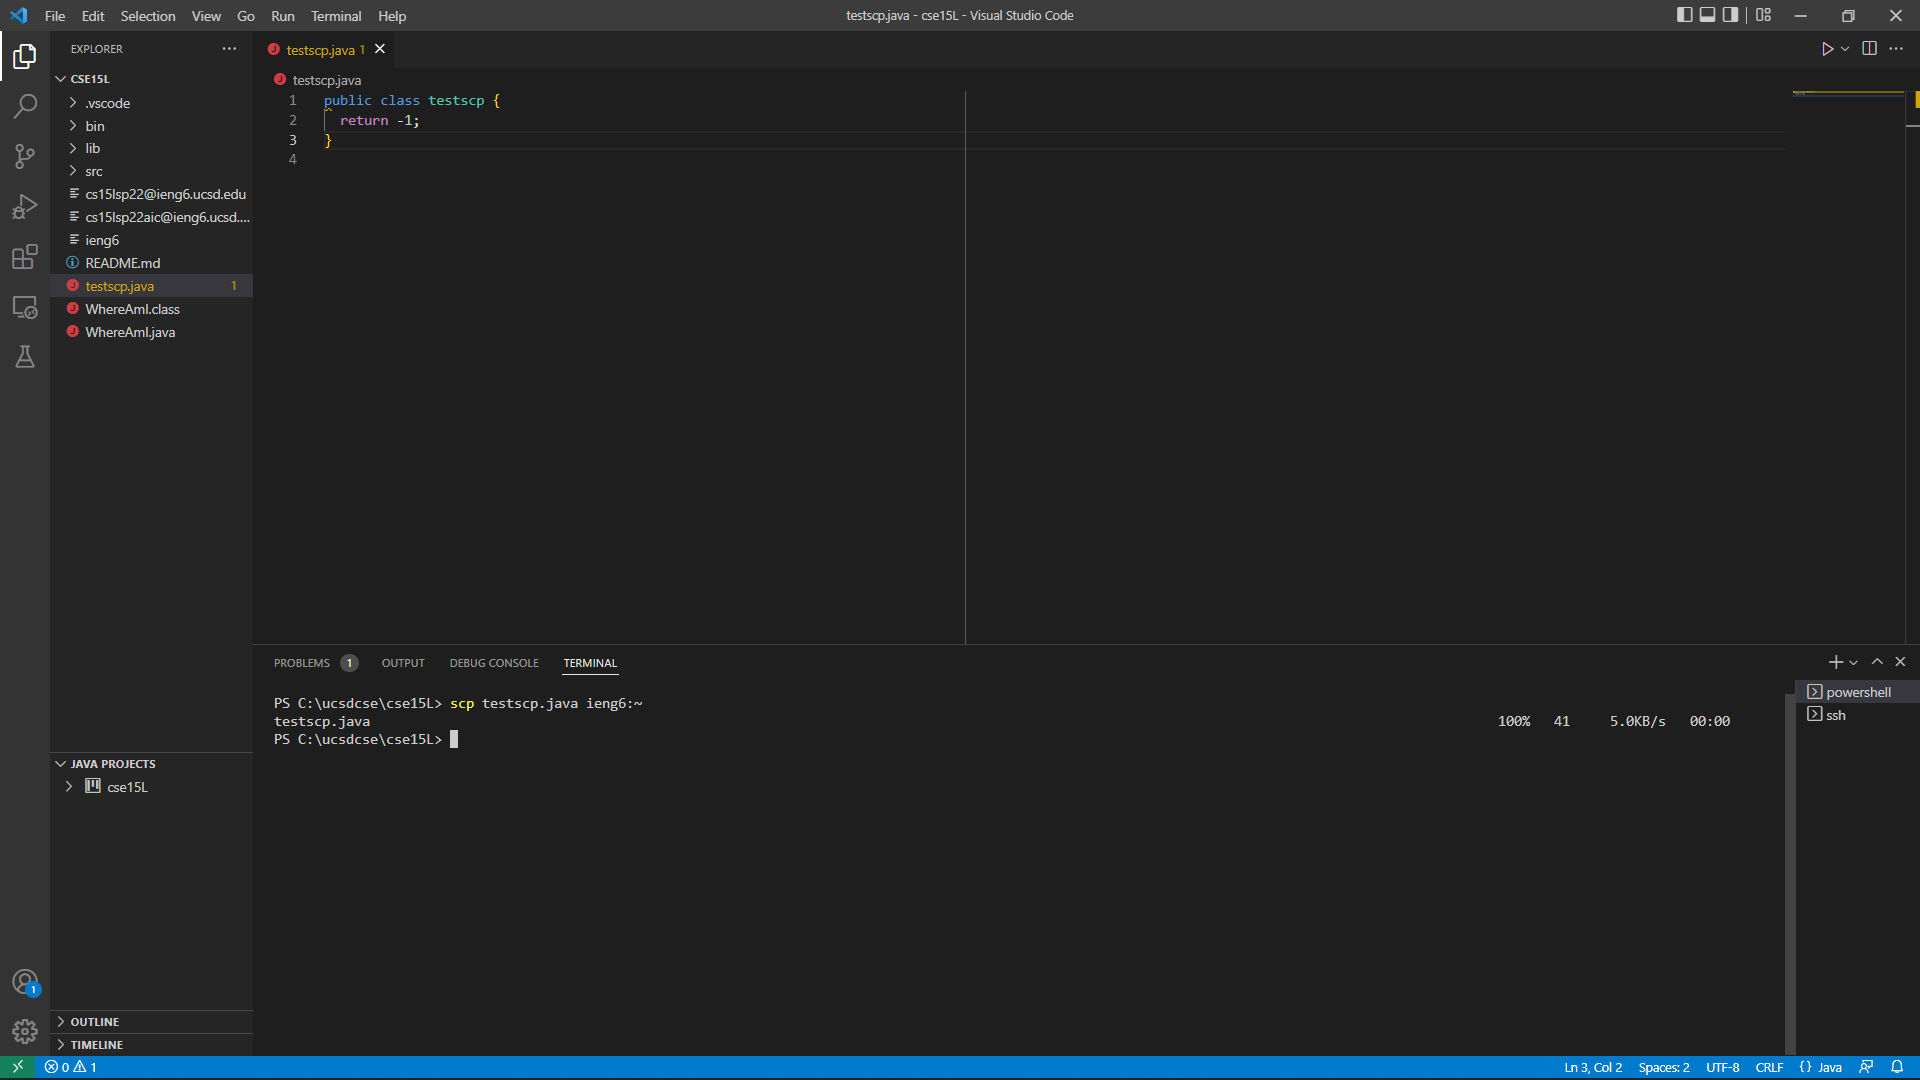 File Edit Selection View Go Run Terminal Help
testscp.java - cse15L - Visual Studio Code
EXPLORER
CSE15L
.vscode
bin
lib
src
cs15lsp22@ieng6.ucsd.edu
cs15lsp22aic@ieng6.ucsd....
ieng6
README.md
testscp.java 1
WhereAmI.class
WhereAmI.java
JAVA PROJECTS
cse15L
OUTLINE
TIMELINE
testscp.java 1
testscp.java
1 public class testscp {
2 return -1;
3 }
4
PROBLEMS 1 OUTPUT DEBUG CONSOLE TERMINAL
PS C:\ucsdcse\cse15L> scp testscp.java ieng6:~
testscp.java 100% 41 5.0KB/s 00:00
PS C:\ucsdcse\cse15L>
powershell
ssh
1
0 1 Ln 3, Col 2 Spaces: 2 UTF-8 CRLF {} Java